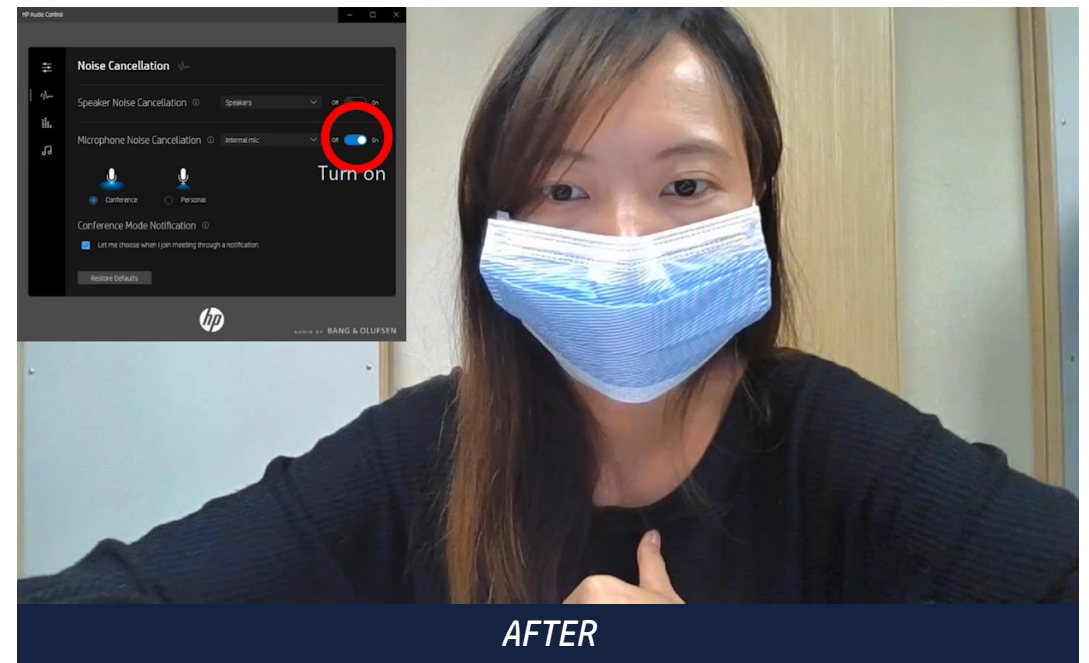 HP Audio Control
Noise Cancellation
Speaker Noise Cancellation Speakers Off On
Microphone Noise Cancellation Internal mic Off On
Turn on
Conference Personal
Conference Mode Notification
Let me choose when I join meeting through a notification.
Restore Defaults
hp
AUDIO BY BANG & OLUFSEN
AFTER